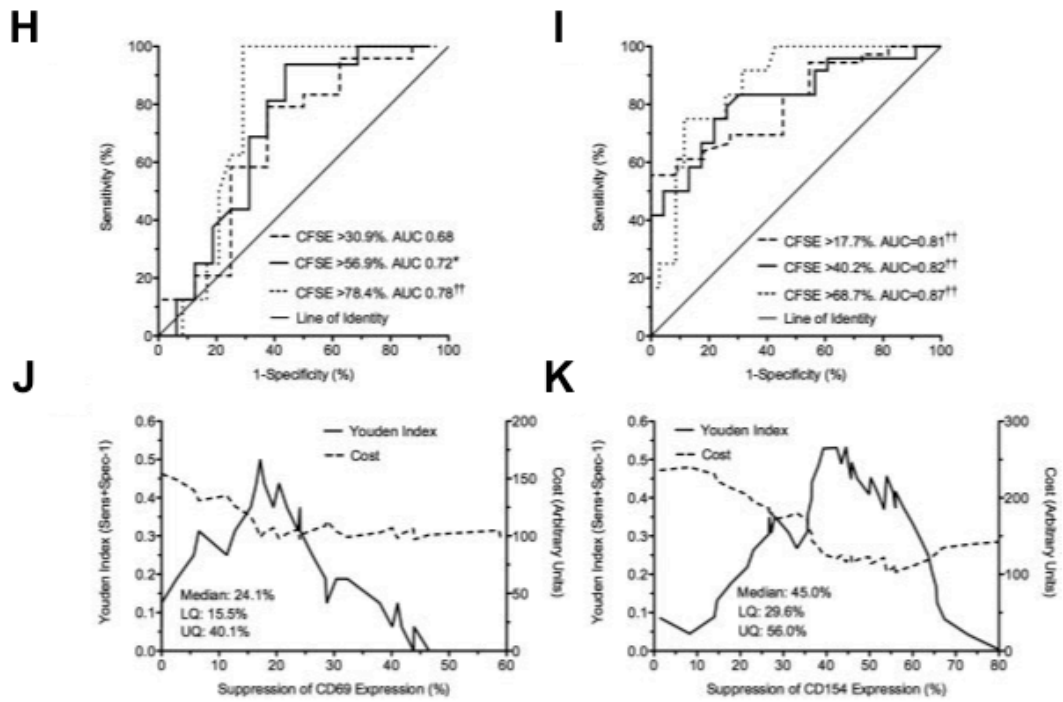 H
100
80
60
40
20
0
Sensitivity (%)
CFSE >30.9%. AUC 0.68
CFSE >56.9%. AUC 0.72*
CFSE >78.4%. AUC 0.78††
Line of Identity
0 20 40 60 80 100
1-Specificity (%)
I
100
80
60
40
20
0
Sensitivity (%)
CFSE >17.7%. AUC=0.81††
CFSE >40.2%. AUC=0.82††
CFSE >68.7%. AUC=0.87††
Line of Identity
0 20 40 60 80 100
1-Specificity (%)
J
0.6
0.5
0.4
0.3
0.2
0.1
0.0
Youden Index (Sens+Spec-1)
Youden Index
Cost
Median: 24.1%
LQ: 15.5%
UQ: 40.1%
200
150
100
50
0
Cost (Arbitrary
Units)
0 10 20 30 40 50 60
Suppression of CD69 Expression (%)
K
0.6
0.5
0.4
0.3
0.2
0.1
0.0
Youden Index (Sens+Spec-1)
Youden Index
Cost
Median: 45.0%
LQ: 29.6%
UQ: 56.0%
300
200
100
0
Cost (Arbitrary
Units)
0 10 20 30 40 50 60 70 80
Suppression of CD154 Expression (%)